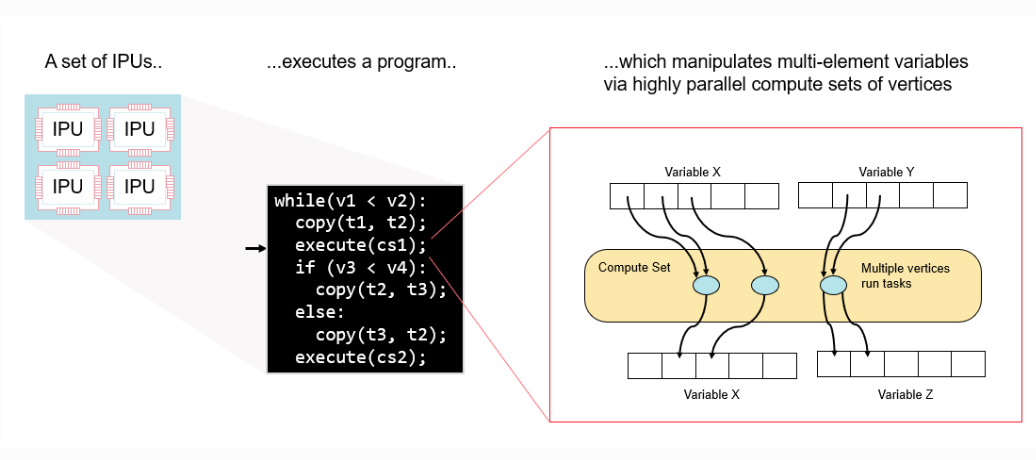 A set of IPUs..
...executes a program..
...which manipulates multi-element variables
via highly parallel compute sets of vertices
IPU
IPU
IPU
IPU
while(v1 < v2):
  copy(t1, t2);
  execute(cs1);
  if (v3 < v4):
    copy(t2, t3);
  else:
    copy(t3, t2);
  execute(cs2);
Variable X
Variable Y
Compute Set
Multiple vertices
run tasks
Variable X
Variable Z